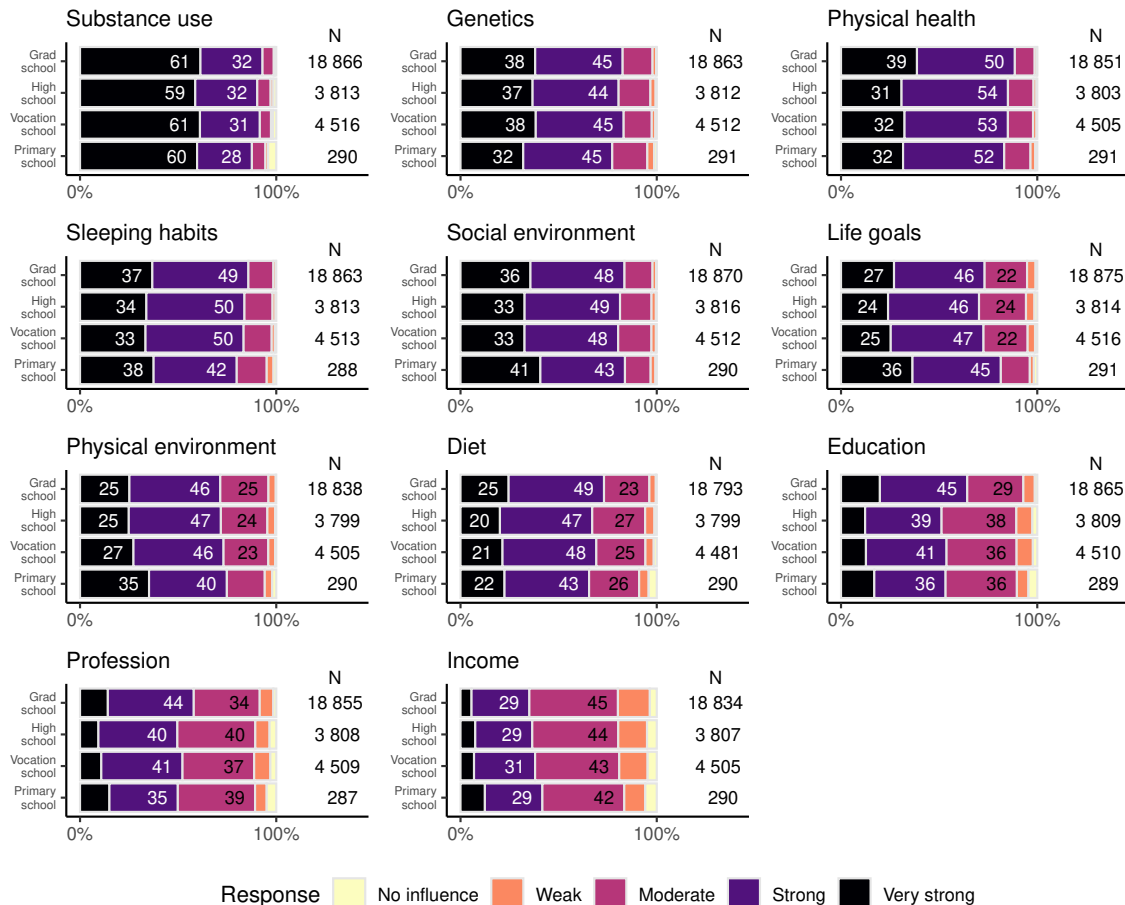 Substance use
N
Grad school 61 32 18 866
High school 59 32 3 813
Vocation school 61 31 4 516
Primary school 60 28 290
0% 100%
Genetics
N
38 45 18 863
37 44 3 812
38 45 4 512
32 45 291
Grad school
High school
Vocation school
Primary school
0% 100%
Physical health
N
Grad school 39 50 18 851
High school 31 54 3 803
Vocation school 32 53 4 505
Primary school 32 52 291
0% 100%
Sleeping habits
N
Grad school 37 49 18 863
High school 34 50 3 813
Vocation school 33 50 4 513
Primary school 38 42 288
0% 100%
Social environment
N
Grad school 36 48 18 870
High school 33 49 3 816
Vocation school 33 48 4 512
Primary school 41 43 290
0% 100%
Life goals
N
Grad school 27 46 22 18 875
High school 24 46 24 3 814
Vocation school 25 47 22 4 516
Primary school 36 45 291
0% 100%
Physical environment
N
Grad school 25 46 25 18 838
High school 25 47 24 3 799
Vocation school 27 46 23 4 505
Primary school 35 40 290
0% 100%
Diet
N
Grad school 25 49 23 18 793
High school 20 47 27 3 799
Vocation school 21 48 25 4 481
Primary school 22 43 26 290
0% 100%
Education
N
Grad school 45 29 18 865
High school 39 38 3 809
Vocation school 41 36 4 510
Primary school 36 36 289
0% 100%
Profession
N
Grad school 44 34 18 855
High school 40 40 3 808
Vocation school 41 37 4 509
Primary school 35 39 287
0% 100%
Income
N
Grad school 29 45 18 834
High school 29 44 3 807
Vocation school 31 43 4 505
Primary school 29 42 290
0% 100%
Response No influence Weak Moderate Strong Very strong